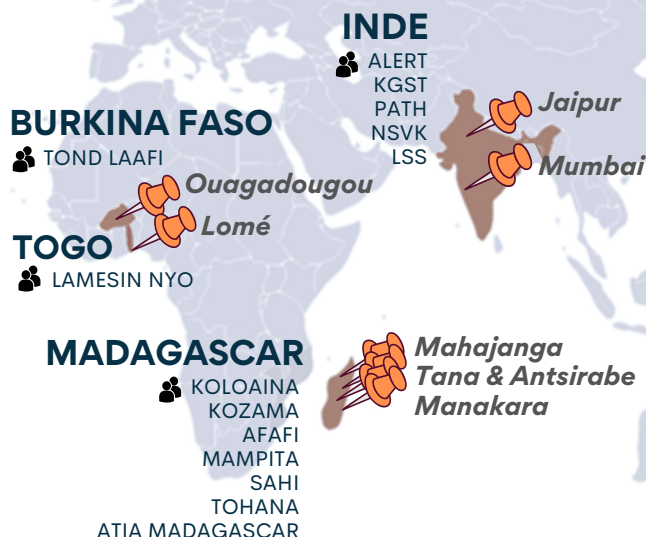 INDE
ALERT
KGST
PATH
NSVK
LSS
Jaipur
Mumbai
BURKINA FASO
TOND LAAFI
Ouagadougou
Lomé
TOGO
LAMESIN NYO
MADAGASCAR
KOLOAINA
KOZAMA
AFAFI
MAMPITA
SAHI
TOHANA
ATIA MADAGASCAR
Mahajanga
Tana & Antsirabe
Manakara